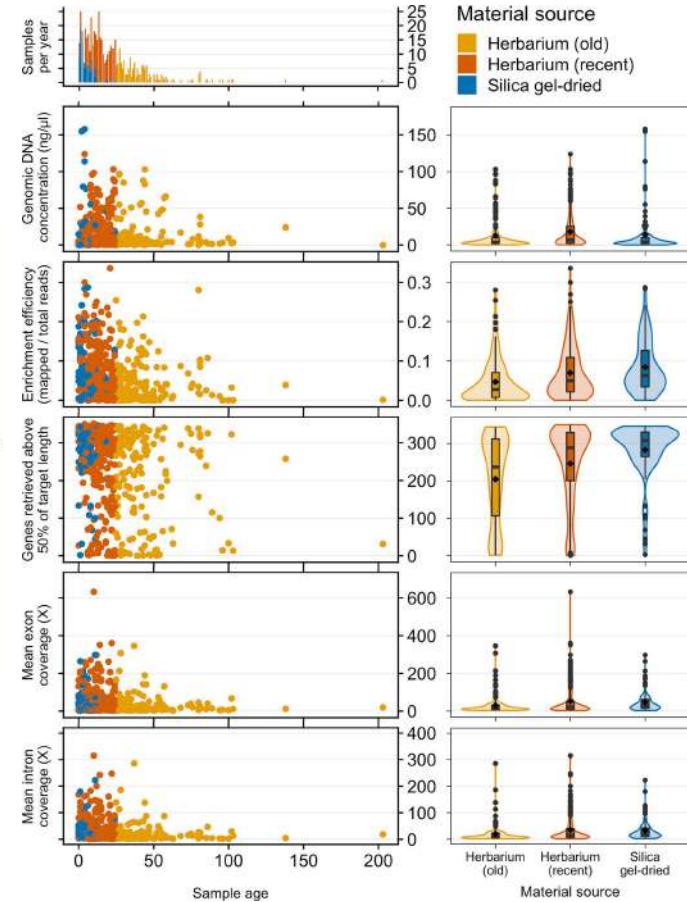 Samples
per year
25
20
15
10
5
0
Material source
Herbarium (old)
Herbarium (recent)
Silica gel-dried
Genomic DNA
concentration (ng/µl)
150
100
50
0
Enrichment efficiency
(mapped / total reads)
0.3
0.2
0.1
0.0
Genes retrieved above
50% of target length
300
200
100
0
Mean exon
coverage (X)
600
400
200
0
Mean intron
coverage (X)
400
300
200
100
0
0 50 100 150 200
Sample age
Herbarium
(old)
Herbarium
(recent)
Silica
gel-dried
Material source